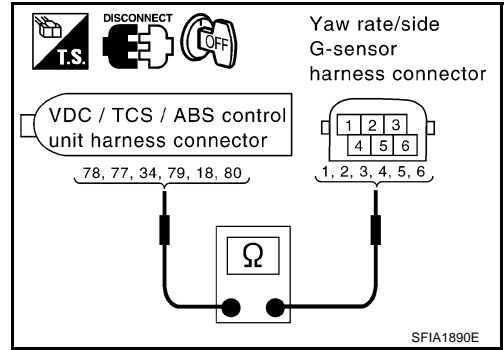 T.S.
DISCONNECT
OFF
Yaw rate/side
G-sensor
harness connector
VDC / TCS / ABS control
unit harness connector
1 2 3
4 5 6
78, 77, 34, 79, 18, 80
1, 2, 3, 4, 5, 6
Ω
SFIA1890E